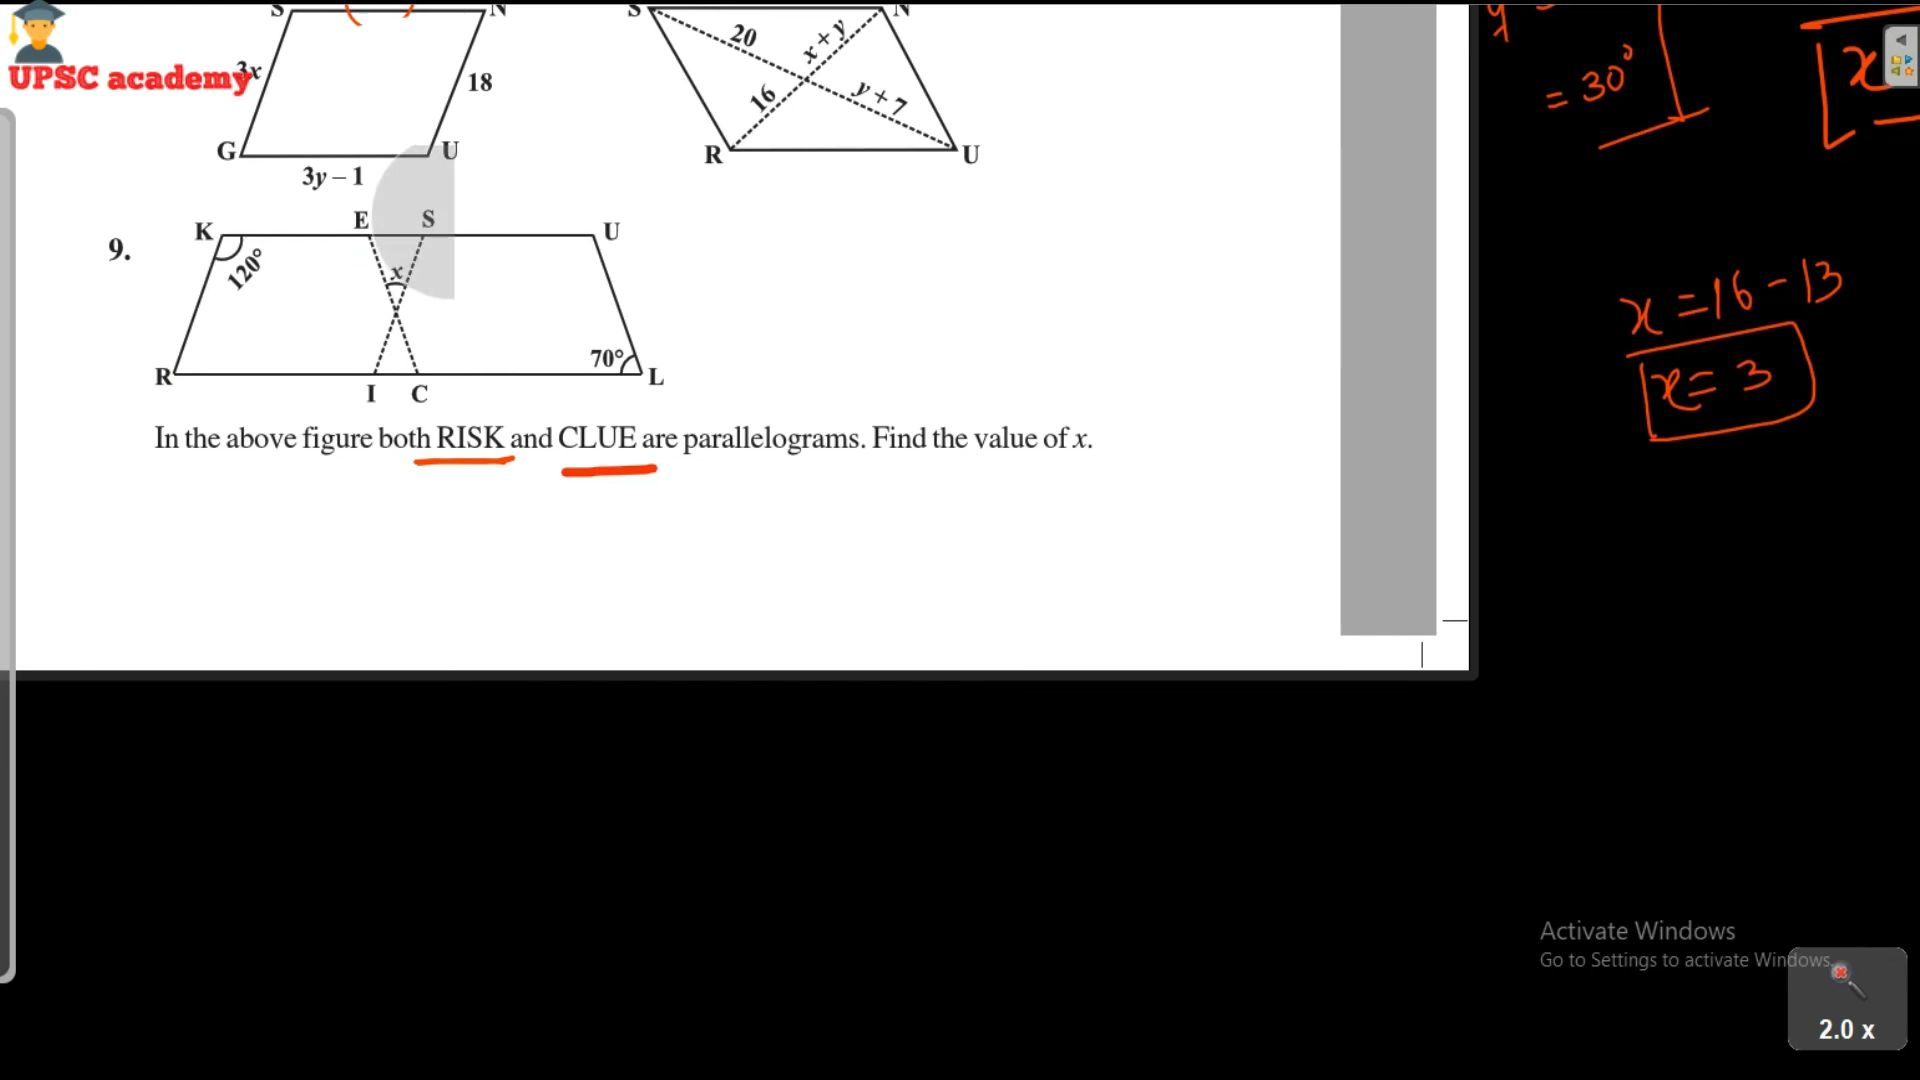 S N S N
20 x + y
3x 18
UPSC academy
16 y + 7
= 30°
x
G U R U
3y – 1
9. K E S U
120° x
x = 16 - 13
70°
R I C L
x = 3
In the above figure both RISK and CLUE are parallelograms. Find the value of x.
Activate Windows
Go to Settings to activate Windows.
2.0 x